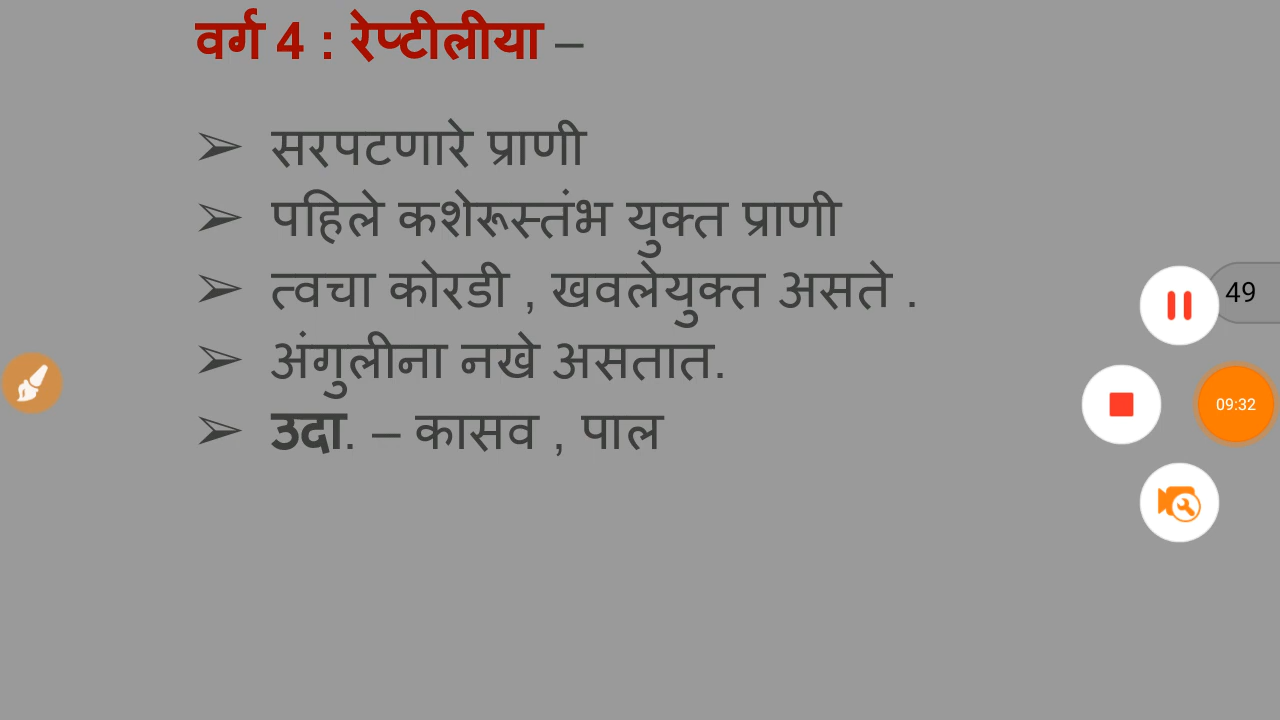 वर्ग 4 : रेप्टीलीया –
➢ सरपटणारे प्राणी
➢ पहिले कशेरूस्तंभ युक्त प्राणी
➢ त्वचा कोरडी , खवलेयुक्त असते .
49
➢ अंगुलीना नखे असतात.
➢ उदा. – कासव , पाल
09:32